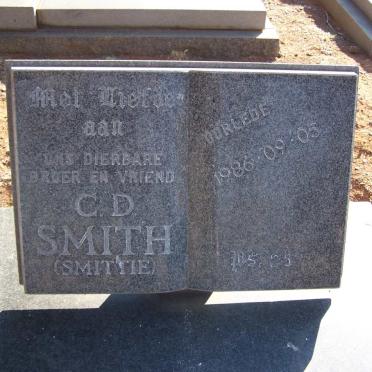 Met Liefde
aan
ONS DIERBARE
BROER EN VRIEND
C.D
SMITH
(SMITTIE)
OORLEDE
1986·09·05
Ps. 23